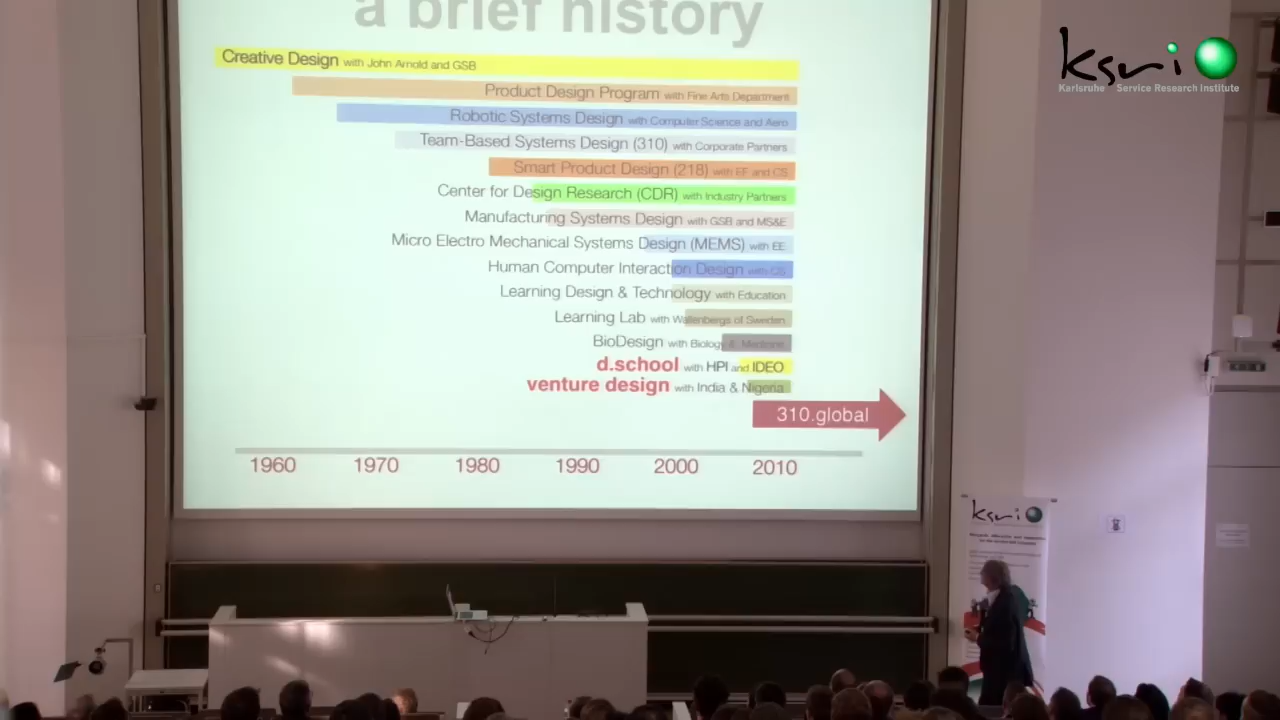 a brief history
Creative Design with John Arnold and GSB
Product Design Program with Fine Arts Department
Robotic Systems Design with Computer Science and Aero
Team-Based Systems Design (310) with Corporate Partners
Smart Product Design (218) with EE and CS
Center for Design Research (CDR) with Industry Partners
Manufacturing Systems Design with GSB and MS&E
Micro Electro Mechanical Systems Design (MEMS) with EE
Human Computer Interaction Design with CS
Learning Design & Technology with Education
Learning Lab with Wallenbergs of Sweden
BioDesign with Biology & Medicine
d.school with HPI and IDEO
venture design with India & Nigeria
310.global
1960 1970 1980 1990 2000 2010
ksri
Karlsruhe Service Research Institute
ksri